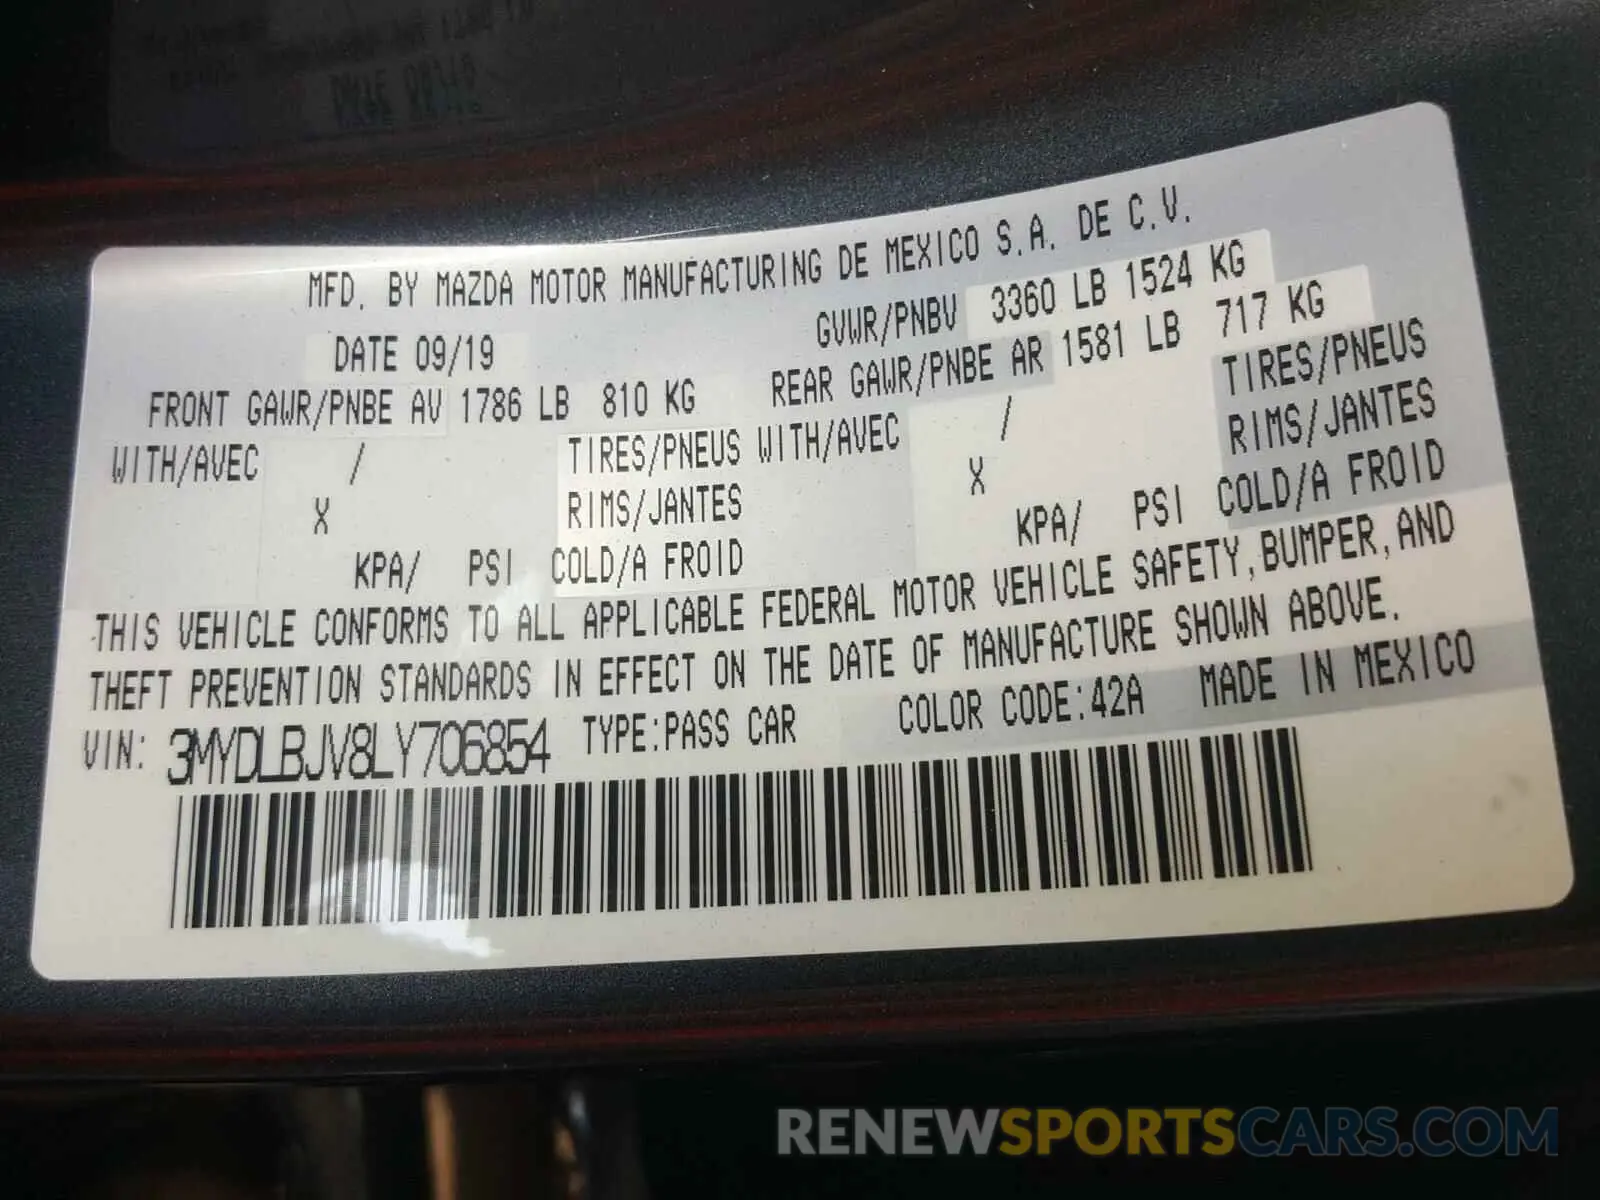 MFD. BY MAZDA MOTOR MANUFACTURING DE MEXICO S.A. DE C.V.
DATE 09/19 GVWR/PNBV 3360 LB 1524 KG
FRONT GAWR/PNBE AV 1786 LB 810 KG REAR GAWR/PNBE AR 1581 LB 717 KG
WITH/AVEC / TIRES/PNEUS WITH/AVEC / TIRES/PNEUS
X RIMS/JANTES X RIMS/JANTES
KPA/ PSI COLD/A FROID KPA/ PSI COLD/A FROID
THIS VEHICLE CONFORMS TO ALL APPLICABLE FEDERAL MOTOR VEHICLE SAFETY, BUMPER, AND
THEFT PREVENTION STANDARDS IN EFFECT ON THE DATE OF MANUFACTURE SHOWN ABOVE.
VIN: 3MYDLBJV8LY706854 TYPE:PASS CAR COLOR CODE:42A MADE IN MEXICO
RENEWSPORTSCARS.COM